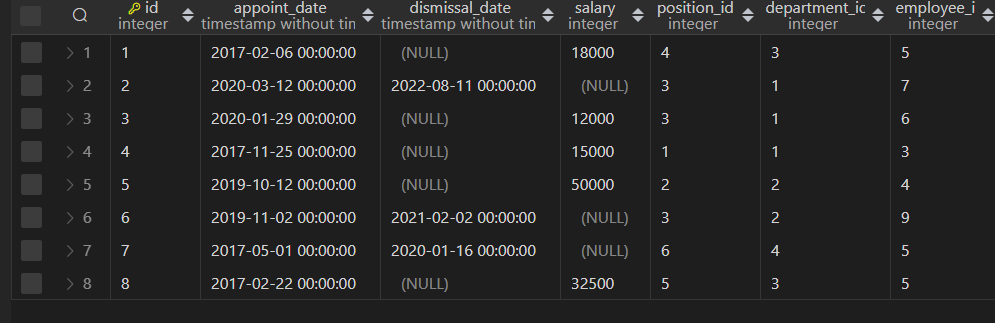 id appoint_date dismissal_date salary position_id department_id employee_i
integer timestamp without tin timestamp without tin integer integer integer integer
1 1 2017-02-06 00:00:00 (NULL) 18000 4 3 5
2 2 2020-03-12 00:00:00 2022-08-11 00:00:00 (NULL) 3 1 7
3 3 2020-01-29 00:00:00 (NULL) 12000 3 1 6
4 4 2017-11-25 00:00:00 (NULL) 15000 1 1 3
5 5 2019-10-12 00:00:00 (NULL) 50000 2 2 4
6 6 2019-11-02 00:00:00 2021-02-02 00:00:00 (NULL) 3 2 9
7 7 2017-05-01 00:00:00 2020-01-16 00:00:00 (NULL) 6 4 5
8 8 2017-02-22 00:00:00 (NULL) 32500 5 3 5